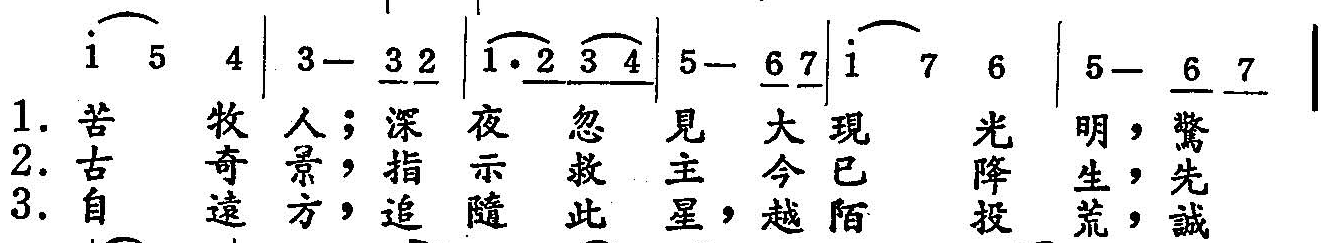 i 5 4 | 3 — 3 2 | 1 · 2 3 4 | 5 — 6 7 | i 7 6 | 5 — 6 7 |
1. 苦 牧 人；深 夜 忽 見 大 現 光 明，驚
2. 古 奇 景，指 示 救 主 今 已 降 生，先
3. 自 遠 方，追 隨 此 星，越 陌 投 荒，誠